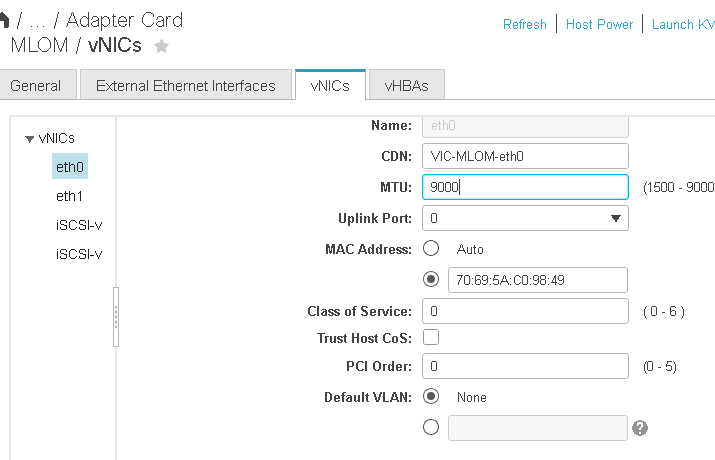 / ... / Adapter Card
MLOM / vNICs
Refresh | Host Power | Launch KV
General
External Ethernet Interfaces
vNICs
vHBAs
vNICs
eth0
eth1
iSCSI-v
iSCSI-v
Name: eth0
CDN: VIC-MLOM-eth0
MTU: 9000 (1500 - 9000
Uplink Port: 0
MAC Address: Auto
70:69:5A:C0:98:49
Class of Service: 0 ( 0 - 6 )
Trust Host CoS:
PCI Order: 0 (0 - 5)
Default VLAN: None
?